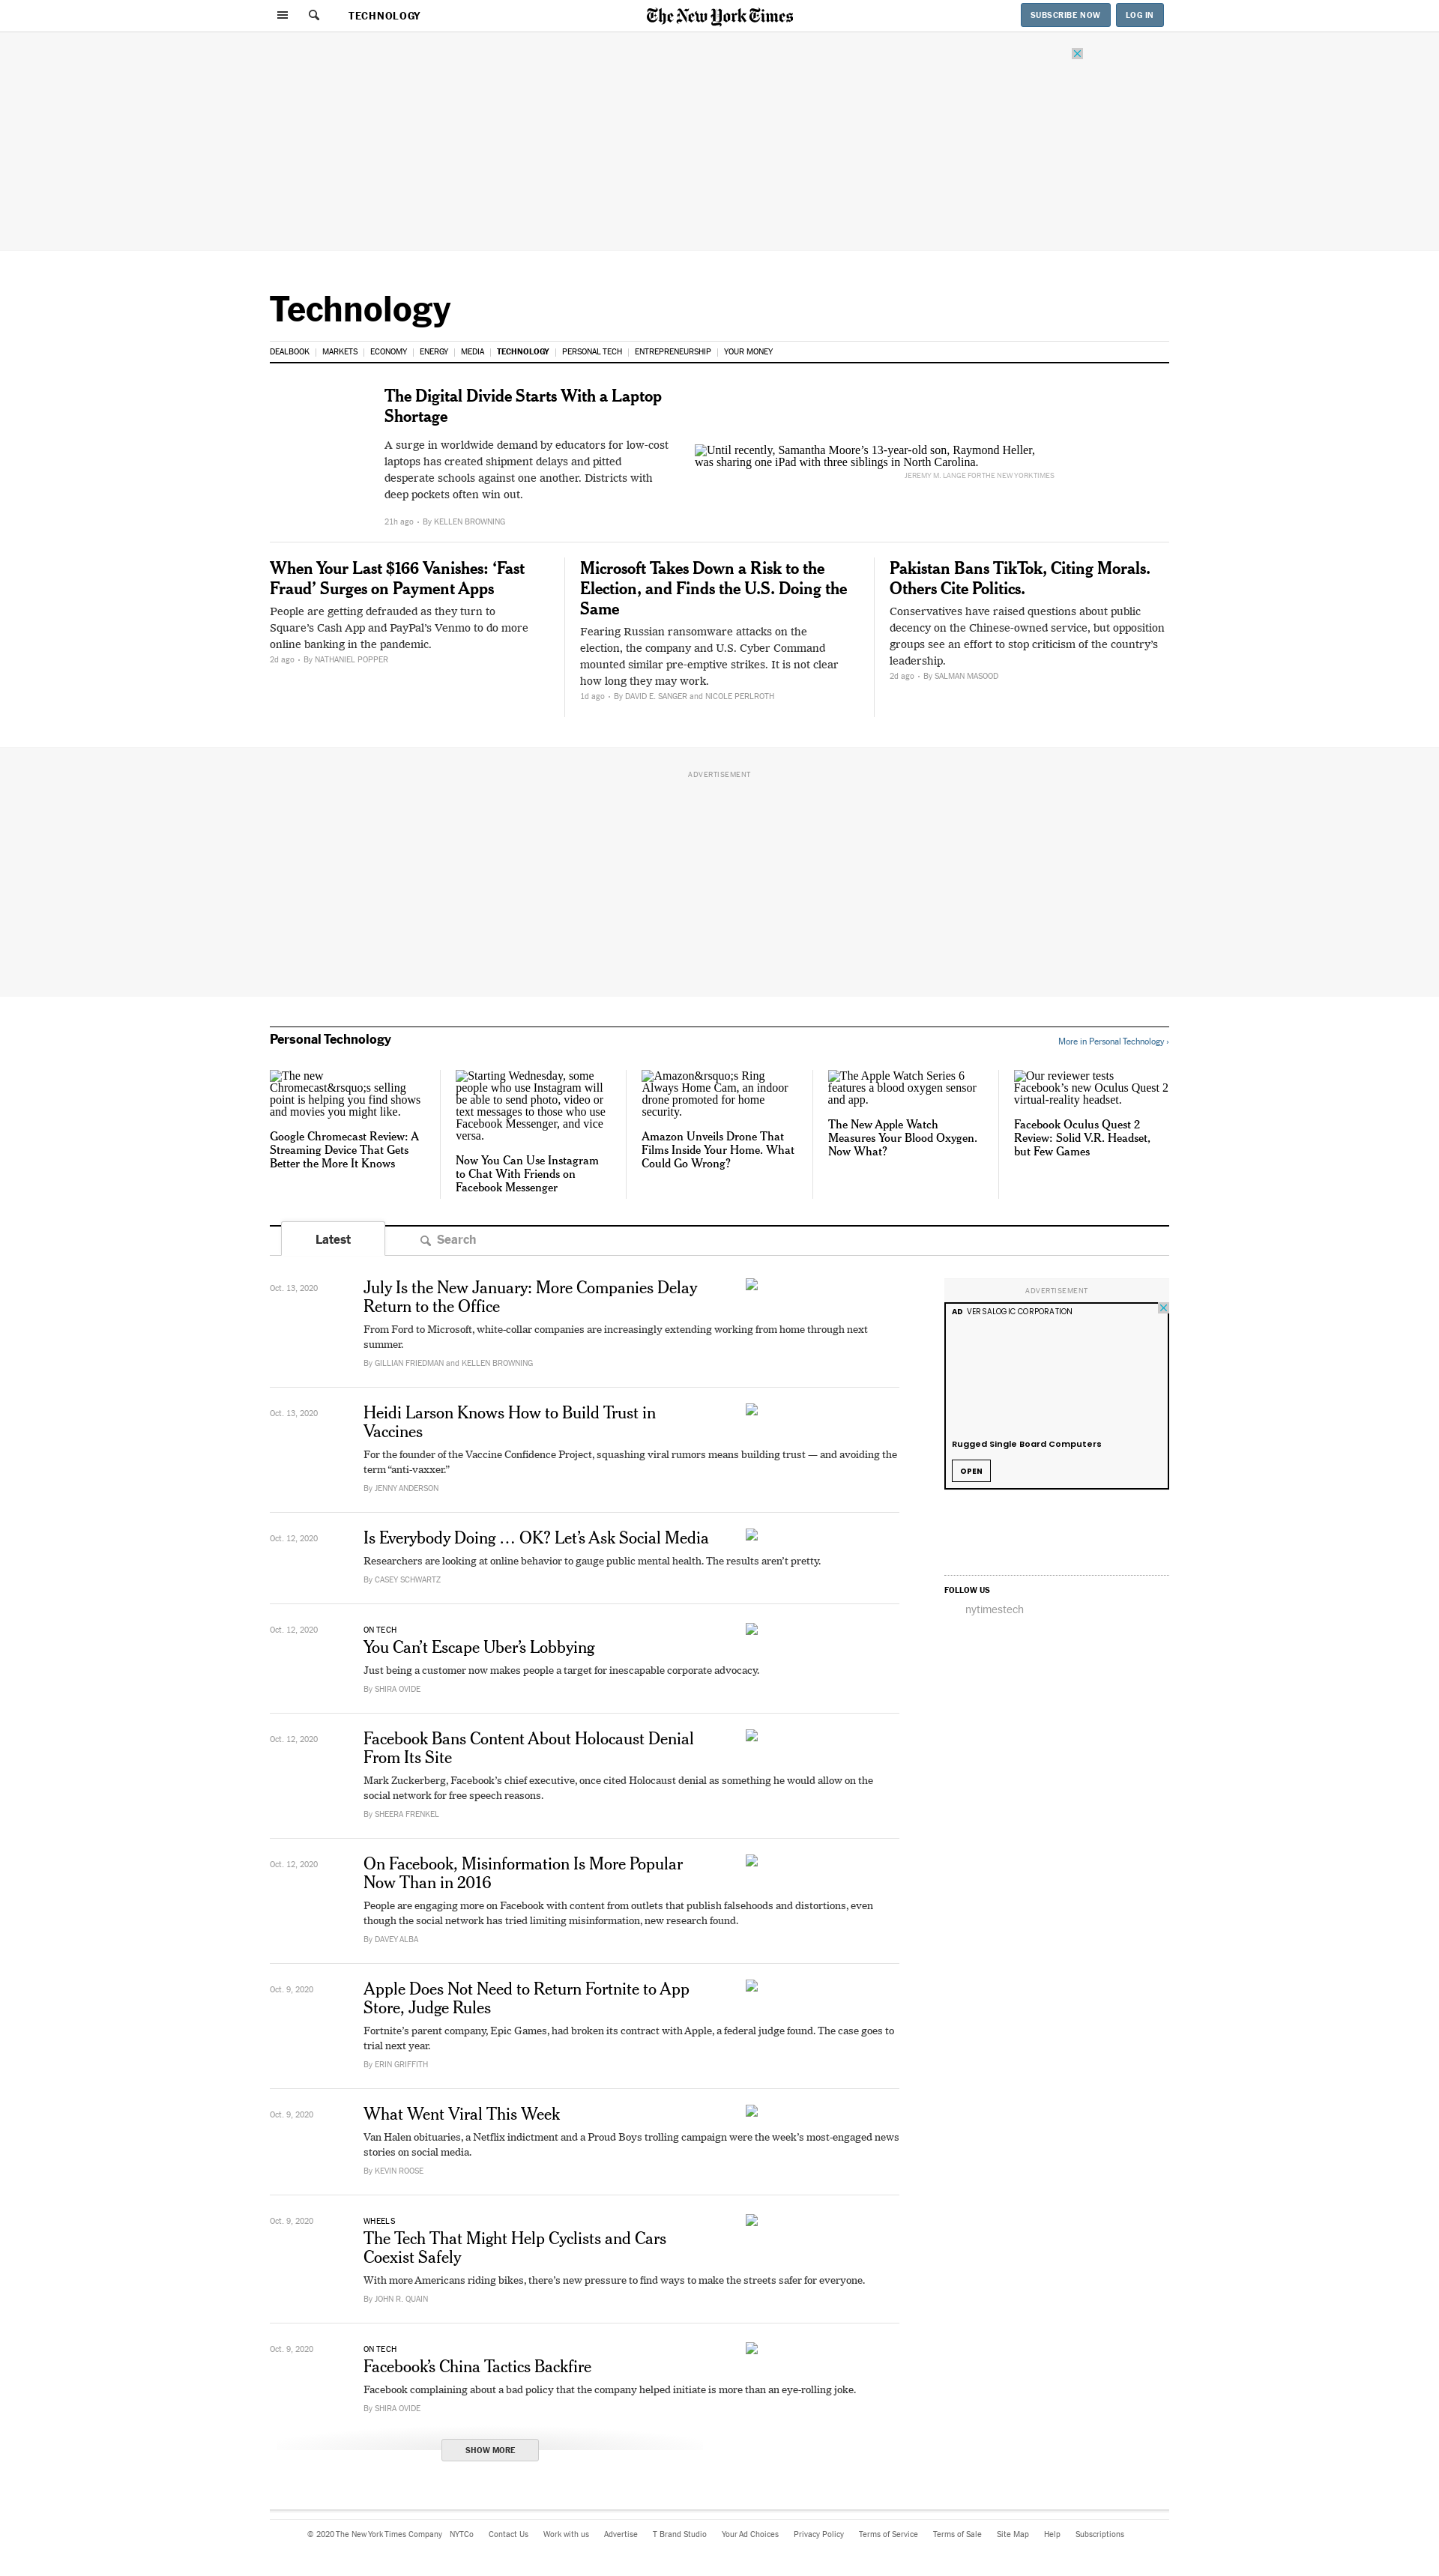 TECHNOLOGY
The New York Times
SUBSCRIBE NOW
LOG IN
Technology
DEALBOOK
MARKETS
ECONOMY
ENERGY
MEDIA
TECHNOLOGY
PERSONAL TECH
ENTREPRENEURSHIP
YOUR MONEY
The Digital Divide Starts With a Laptop
Shortage
A surge in worldwide demand by educators for low-cost
laptops has created shipment delays and pitted
desperate schools against one another. Districts with
deep pockets often win out.
21h ago • By KELLEN BROWNING
Until recently, Samantha Moore’s 13-year-old son, Raymond Heller,
was sharing one iPad with three siblings in North Carolina.
JEREMY M. LANGE FOR THE NEW YORK TIMES
When Your Last $166 Vanishes: ‘Fast
Fraud’ Surges on Payment Apps
People are getting defrauded as they turn to
Square’s Cash App and PayPal’s Venmo to do more
online banking in the pandemic.
2d ago • By NATHANIEL POPPER
Microsoft Takes Down a Risk to the
Election, and Finds the U.S. Doing the
Same
Fearing Russian ransomware attacks on the
election, the company and U.S. Cyber Command
mounted similar pre-emptive strikes. It is not clear
how long they may work.
1d ago • By DAVID E. SANGER and NICOLE PERLROTH
Pakistan Bans TikTok, Citing Morals.
Others Cite Politics.
Conservatives have raised questions about public
decency on the Chinese-owned service, but opposition
groups see an effort to stop criticism of the country’s
leadership.
2d ago • By SALMAN MASOOD
ADVERTISEMENT
Personal Technology
More in Personal Technology ›
The new
Chromecast&rsquo;s selling
point is helping you find shows
and movies you might like.
Google Chromecast Review: A
Streaming Device That Gets
Better the More It Knows
Starting Wednesday, some
people who use Instagram will
be able to send photo, video or
text messages to those who use
Facebook Messenger, and vice
versa.
Now You Can Use Instagram
to Chat With Friends on
Facebook Messenger
Amazon&rsquo;s Ring
Always Home Cam, an indoor
drone promoted for home
security.
Amazon Unveils Drone That
Films Inside Your Home. What
Could Go Wrong?
The Apple Watch Series 6
features a blood oxygen sensor
and app.
The New Apple Watch
Measures Your Blood Oxygen.
Now What?
Our reviewer tests
Facebook’s new Oculus Quest 2
virtual-reality headset.
Facebook Oculus Quest 2
Review: Solid V.R. Headset,
but Few Games
Latest
Search
Oct. 13, 2020
July Is the New January: More Companies Delay
Return to the Office
From Ford to Microsoft, white-collar companies are increasingly extending working from home through next
summer.
By GILLIAN FRIEDMAN and KELLEN BROWNING
Oct. 13, 2020
Heidi Larson Knows How to Build Trust in
Vaccines
For the founder of the Vaccine Confidence Project, squashing viral rumors means building trust — and avoiding the
term “anti-vaxxer.”
By JENNY ANDERSON
Oct. 12, 2020
Is Everybody Doing … OK? Let’s Ask Social Media
Researchers are looking at online behavior to gauge public mental health. The results aren’t pretty.
By CASEY SCHWARTZ
Oct. 12, 2020
ON TECH
You Can’t Escape Uber’s Lobbying
Just being a customer now makes people a target for inescapable corporate advocacy.
By SHIRA OVIDE
Oct. 12, 2020
Facebook Bans Content About Holocaust Denial
From Its Site
Mark Zuckerberg, Facebook’s chief executive, once cited Holocaust denial as something he would allow on the
social network for free speech reasons.
By SHEERA FRENKEL
Oct. 12, 2020
On Facebook, Misinformation Is More Popular
Now Than in 2016
People are engaging more on Facebook with content from outlets that publish falsehoods and distortions, even
though the social network has tried limiting misinformation, new research found.
By DAVEY ALBA
Oct. 9, 2020
Apple Does Not Need to Return Fortnite to App
Store, Judge Rules
Fortnite’s parent company, Epic Games, had broken its contract with Apple, a federal judge found. The case goes to
trial next year.
By ERIN GRIFFITH
Oct. 9, 2020
What Went Viral This Week
Van Halen obituaries, a Netflix indictment and a Proud Boys trolling campaign were the week’s most-engaged news
stories on social media.
By KEVIN ROOSE
Oct. 9, 2020
WHEELS
The Tech That Might Help Cyclists and Cars
Coexist Safely
With more Americans riding bikes, there’s new pressure to find ways to make the streets safer for everyone.
By JOHN R. QUAIN
Oct. 9, 2020
ON TECH
Facebook’s China Tactics Backfire
Facebook complaining about a bad policy that the company helped initiate is more than an eye-rolling joke.
By SHIRA OVIDE
SHOW MORE
ADVERTISEMENT
AD VERSALOGIC CORPORATION
Rugged Single Board Computers
OPEN
FOLLOW US
nytimestech
© 2020 The New York Times Company
NYTCo
Contact Us
Work with us
Advertise
T Brand Studio
Your Ad Choices
Privacy Policy
Terms of Service
Terms of Sale
Site Map
Help
Subscriptions